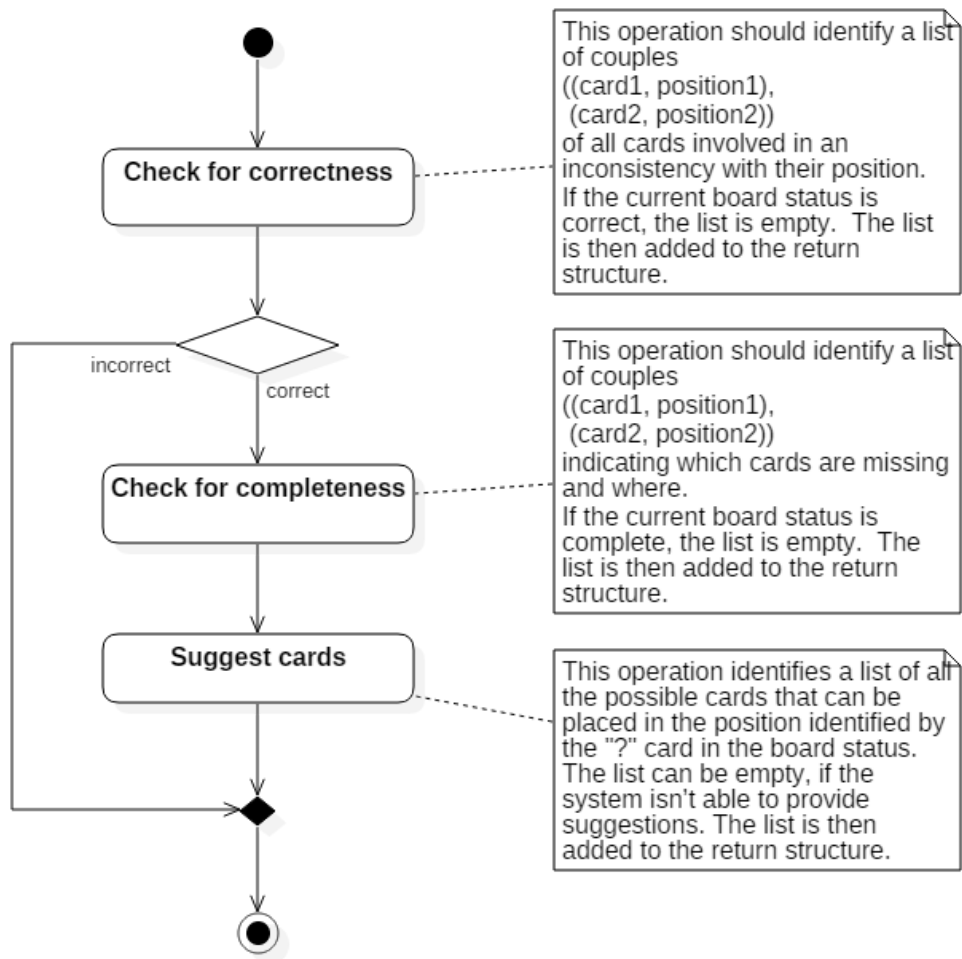 Check for correctness
This operation should identify a list
of couples
((card1, position1),
(card2, position2))
of all cards involved in an
inconsistency with their position.
If the current board status is
correct, the list is empty.  The list
is then added to the return
structure.
incorrect
correct
Check for completeness
This operation should identify a list
of couples
((card1, position1),
(card2, position2))
indicating which cards are missing
and where.
If the current board status is
complete, the list is empty.  The
list is then added to the return
structure.
Suggest cards
This operation identifies a list of all
the possible cards that can be
placed in the position identified by
the "?" card in the board status.
The list can be empty, if the
system isn't able to provide
suggestions. The list is then
added to the return structure.